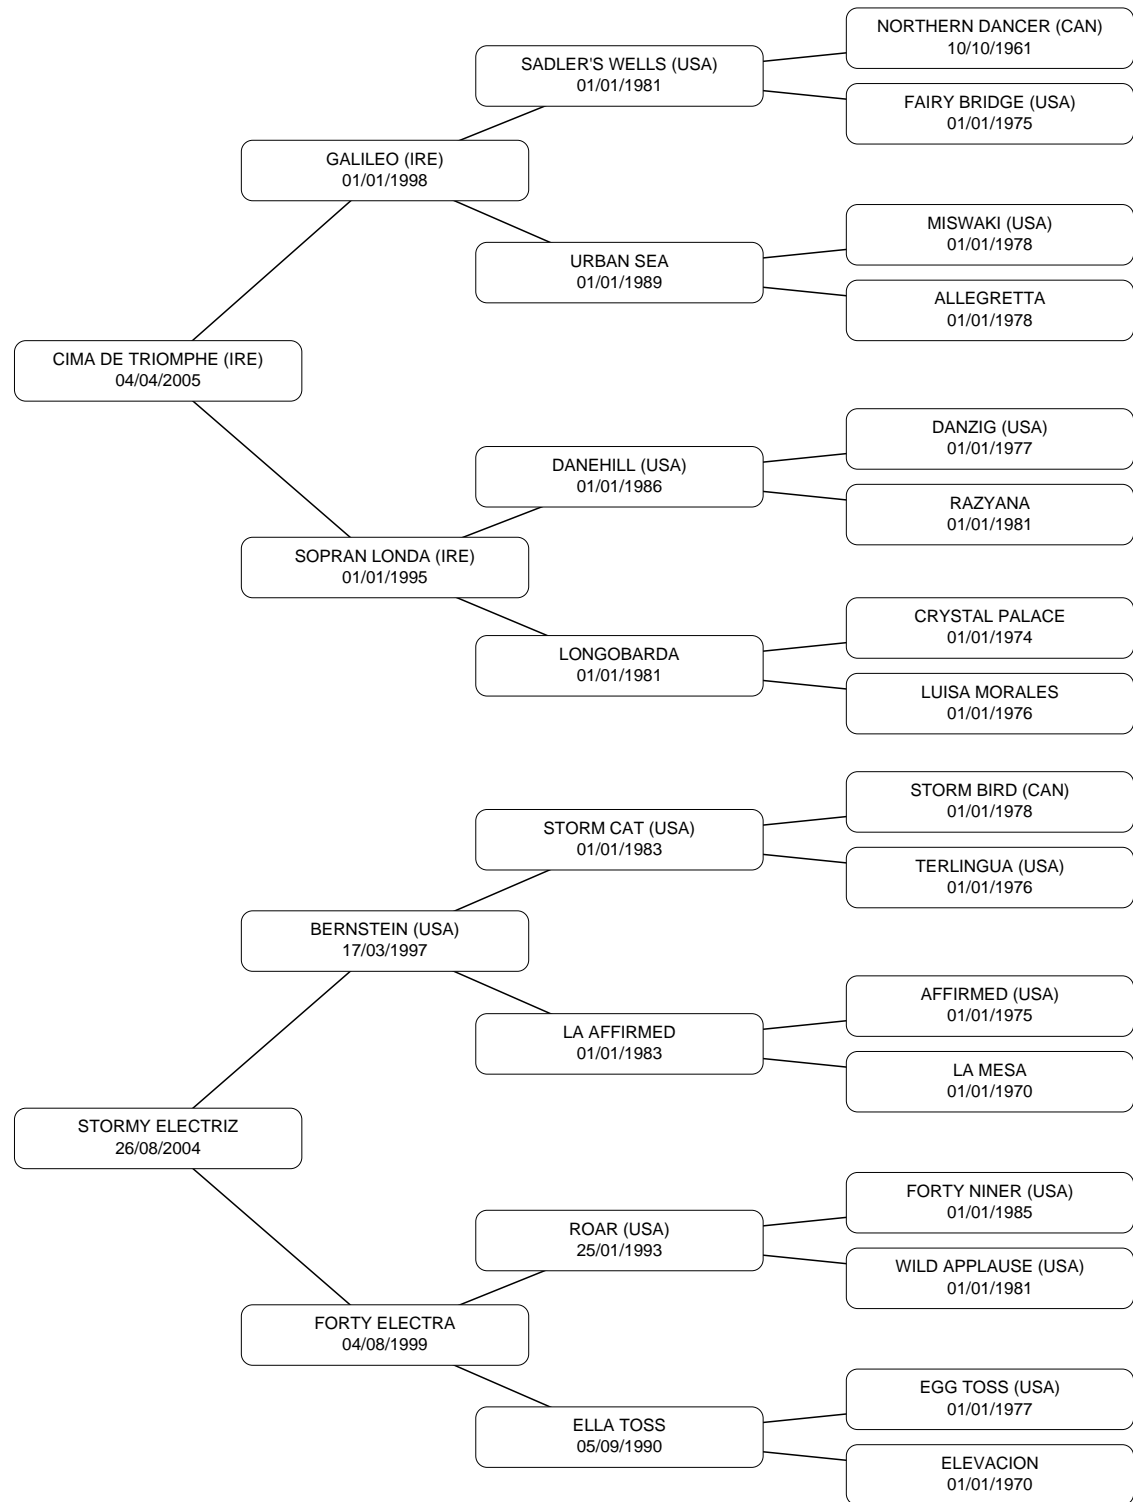 NORTHERN DANCER (CAN)
10/10/1961
SADLER'S WELLS (USA)
01/01/1981
FAIRY BRIDGE (USA)
01/01/1975
GALILEO (IRE)
01/01/1998
MISWAKI (USA)
01/01/1978
URBAN SEA
01/01/1989
ALLEGRETTA
01/01/1978
CIMA DE TRIOMPHE (IRE)
04/04/2005
DANZIG (USA)
01/01/1977
DANEHILL (USA)
01/01/1986
RAZYANA
01/01/1981
SOPRAN LONDA (IRE)
01/01/1995
CRYSTAL PALACE
01/01/1974
LONGOBARDA
01/01/1981
LUISA MORALES
01/01/1976
STORM BIRD (CAN)
01/01/1978
STORM CAT (USA)
01/01/1983
TERLINGUA (USA)
01/01/1976
BERNSTEIN (USA)
17/03/1997
AFFIRMED (USA)
01/01/1975
LA AFFIRMED
01/01/1983
LA MESA
01/01/1970
STORMY ELECTRIZ
26/08/2004
FORTY NINER (USA)
01/01/1985
ROAR (USA)
25/01/1993
WILD APPLAUSE (USA)
01/01/1981
FORTY ELECTRA
04/08/1999
EGG TOSS (USA)
01/01/1977
ELLA TOSS
05/09/1990
ELEVACION
01/01/1970